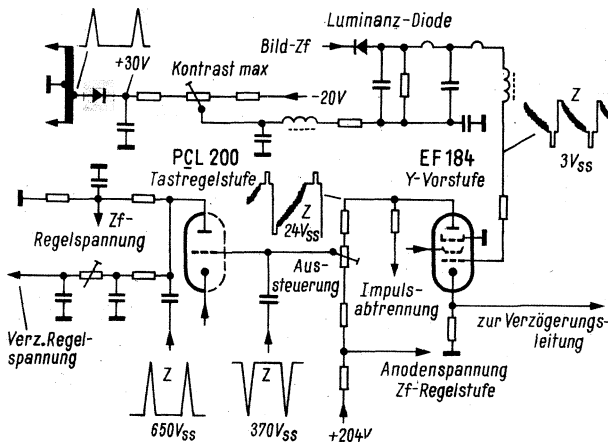 Luminanz-Diode
Bild-Zf
+30V
Kontrast max
−20V
Z
3Vss
PCL 200
Tastregelstufe
EF 184
Y-Vorstufe
Z
24Vss
Zf-
Regelspannung
Aus-
steuerung
Impuls-
abtrennung
Verz.Regel-
spannung
zur Verzögerungs-
leitung
Anodenspannung
Zf-Regelstufe
Z
650Vss
Z
370Vss
+204V